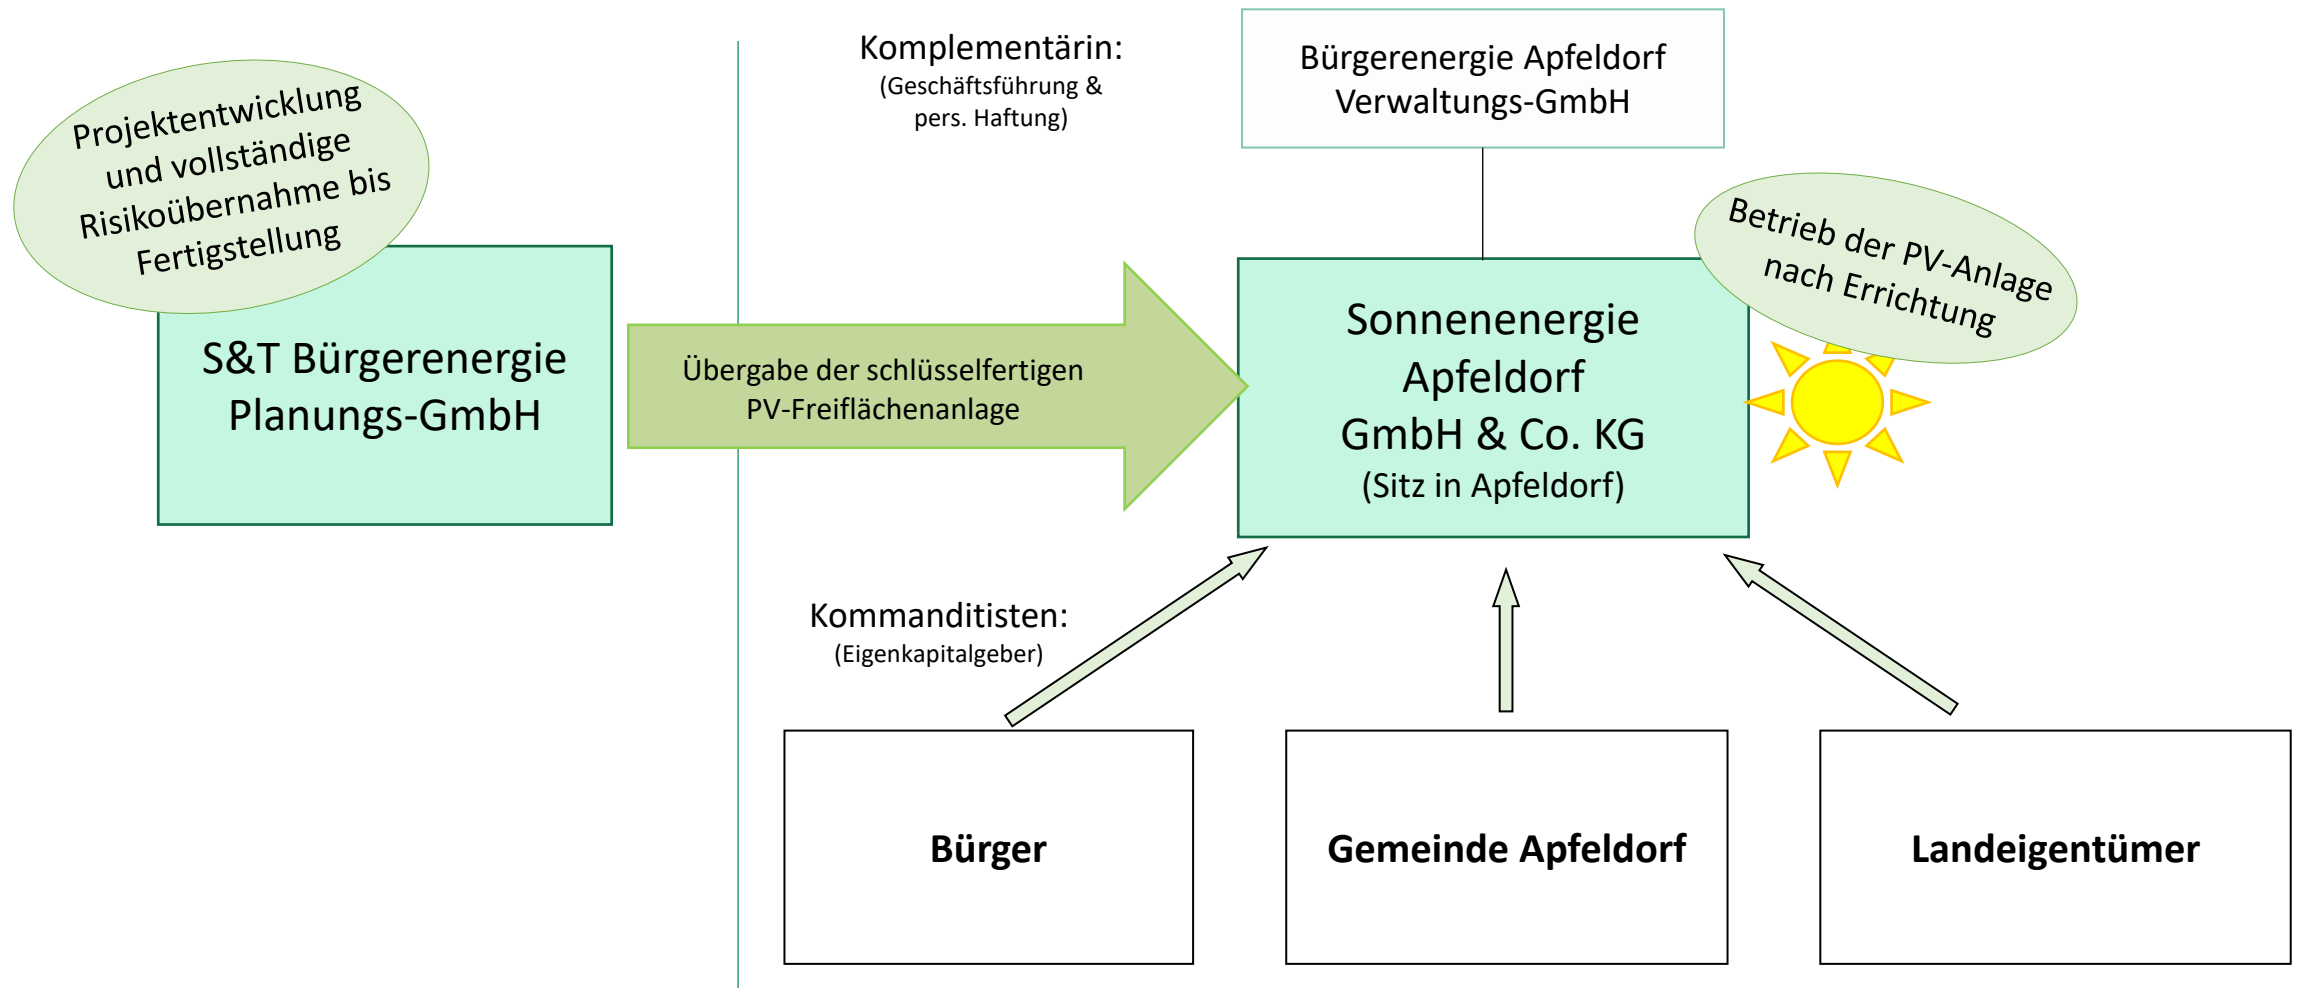 Projektentwicklung
und vollständige
Risikoübernahme bis
Fertigstellung
S&T Bürgerenergie
Planungs-GmbH
Übergabe der schlüsselfertigen
PV-Freiflächenanlage
Komplementärin:
(Geschäftsführung &
pers. Haftung)
Bürgerenergie Apfeldorf
Verwaltungs-GmbH
Betrieb der PV-Anlage
nach Errichtung
Sonnenenergie
Apfeldorf
GmbH & Co. KG
(Sitz in Apfeldorf)
Kommanditisten:
(Eigenkapitalgeber)
Bürger
Gemeinde Apfeldorf
Landeigentümer